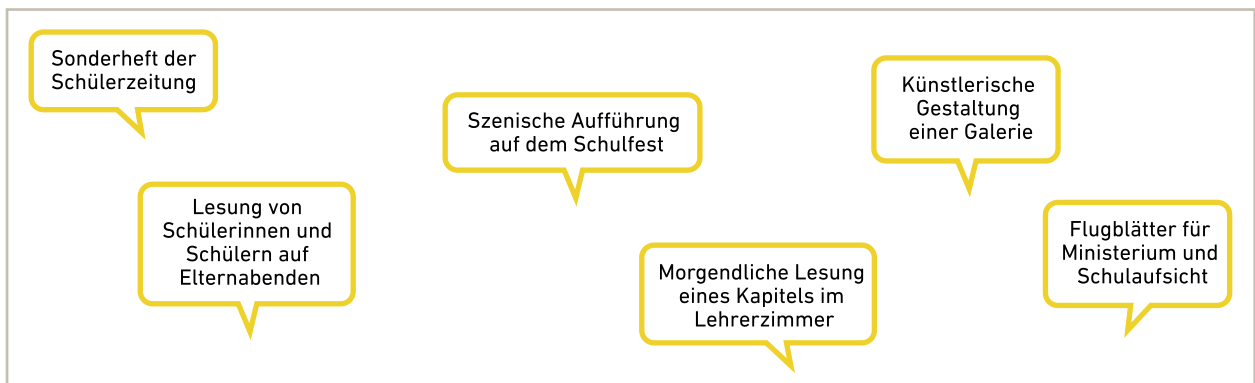 Sonderheft der
Schülerzeitung
Szenische Aufführung
auf dem Schulfest
Künstlerische
Gestaltung
einer Galerie
Lesung von
Schülerinnen und
Schülern auf
Elternabenden
Morgendliche Lesung
eines Kapitels im
Lehrerzimmer
Flugblätter für
Ministerium und
Schulaufsicht